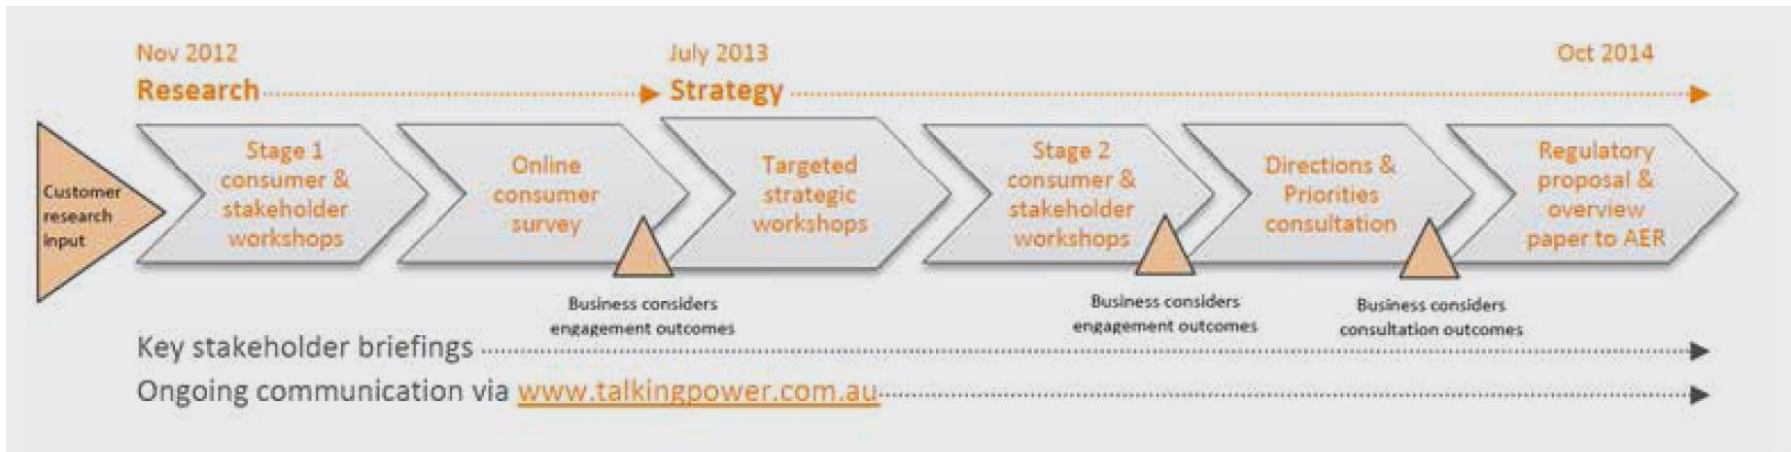 Nov 2012
July 2013
Oct 2014
Research
Strategy
Customer
research
input
Stage 1
consumer &
stakeholder
workshops
Online
consumer
survey
Targeted
strategic
workshops
Stage 2
consumer &
stakeholder
workshops
Directions &
Priorities
consultation
Regulatory
proposal &
overview
paper to AER
Business considers
engagement outcomes
Business considers
engagement outcomes
Business considers
consultation outcomes
Key stakeholder briefings
Ongoing communication via www.talkingpower.com.au